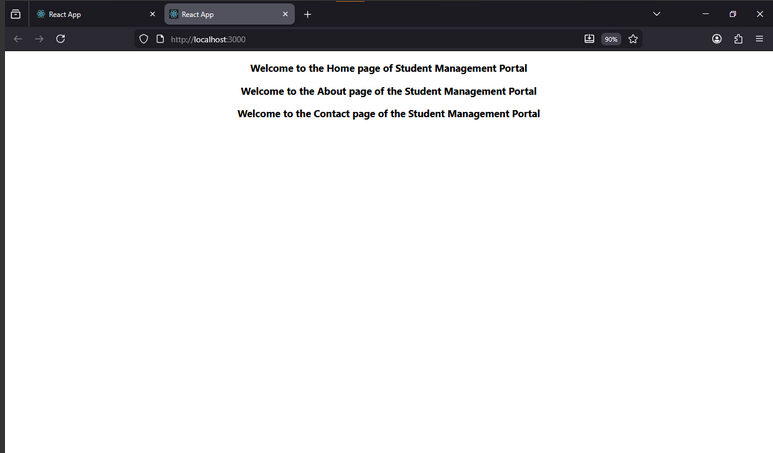 React App
React App
http://localhost:3000
90%
Welcome to the Home page of Student Management Portal
Welcome to the About page of the Student Management Portal
Welcome to the Contact page of the Student Management Portal